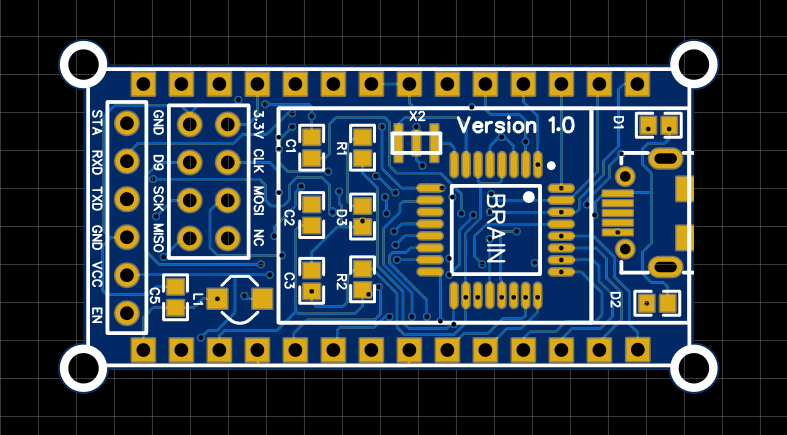 X2
Version 1.0
D1
STA
GND
3.3V
C1
R1
RXD
D9
CLK
TXD
SCK
MOSI
C2
D3
BRAIN
GND
MISO
NC
VCC
C5
L1
C3
R2
D2
EN